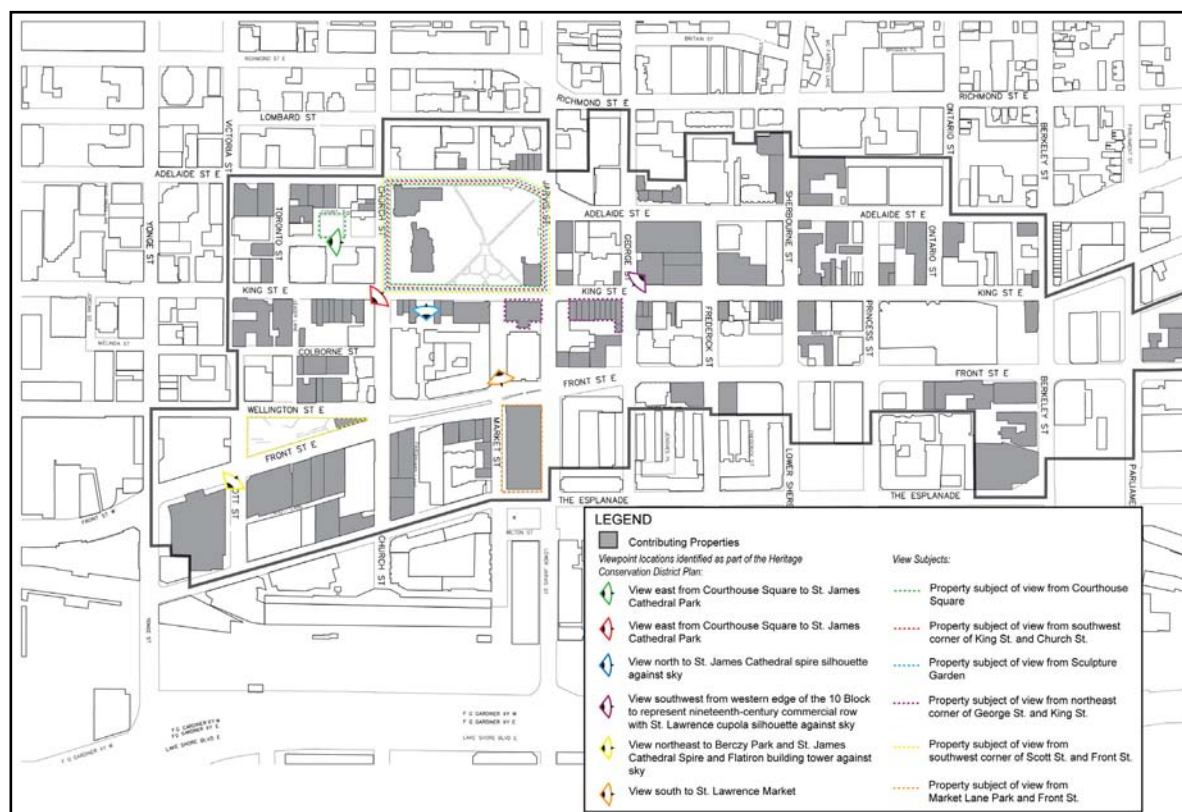 BRITAIN ST
RICHMOND ST E
RICHMOND ST E
RICHMOND ST E
LOMBARD ST
VICTORIA ST
ONTARIO ST
BERKELEY ST
ADELAIDE ST E
CHURCH ST
TORONTO ST
ADELAIDE ST E
SHERBOURNE ST
ADELAIDE ST E
YONGE ST
GEORGE ST
ONTARIO ST
KING ST E
KING ST E
KING ST E
FREDERICK ST
PRINCESS ST
MELINDA ST
COLBORNE ST
FRONT ST E
FRONT ST E
WELLINGTON ST E
BERKELEY ST
MARKET ST
FRONT ST E
THE ESPLANADE
THE ESPLANADE
FRONT ST W
CHURCH ST
YONGE ST
F G GARDINER XY W
F G GARDINER XY E
LAKE SHORE BLVD E
LEGEND
Contributing Properties
Viewpoint locations identified as part of the Heritage
Conservation District Plan:
View east from Courthouse Square to St. James
Cathedral Park
View east from Courthouse Square to St. James
Cathedral Park
View north to St. James Cathedral spire silhouette
against sky
View southwest from western edge of the 10 Block
to represent nineteenth-century commercial row
with St. Lawrence cupola silhouette against sky
View northeast to Berczy Park and St. James
Cathedral Spire and Flatiron building tower against
sky
View south to St. Lawrence Market
View Subjects:
Property subject of view from Courthouse
Square
Property subject of view from southwest
corner of King St. and Church St.
Property subject of view from Sculpture
Garden
Property subject of view from northeast
corner of George St. and King St.
Property subject of view from
southwest corner of Scott St. and Front St.
Property subject of view from
Market Lane Park and Front St.